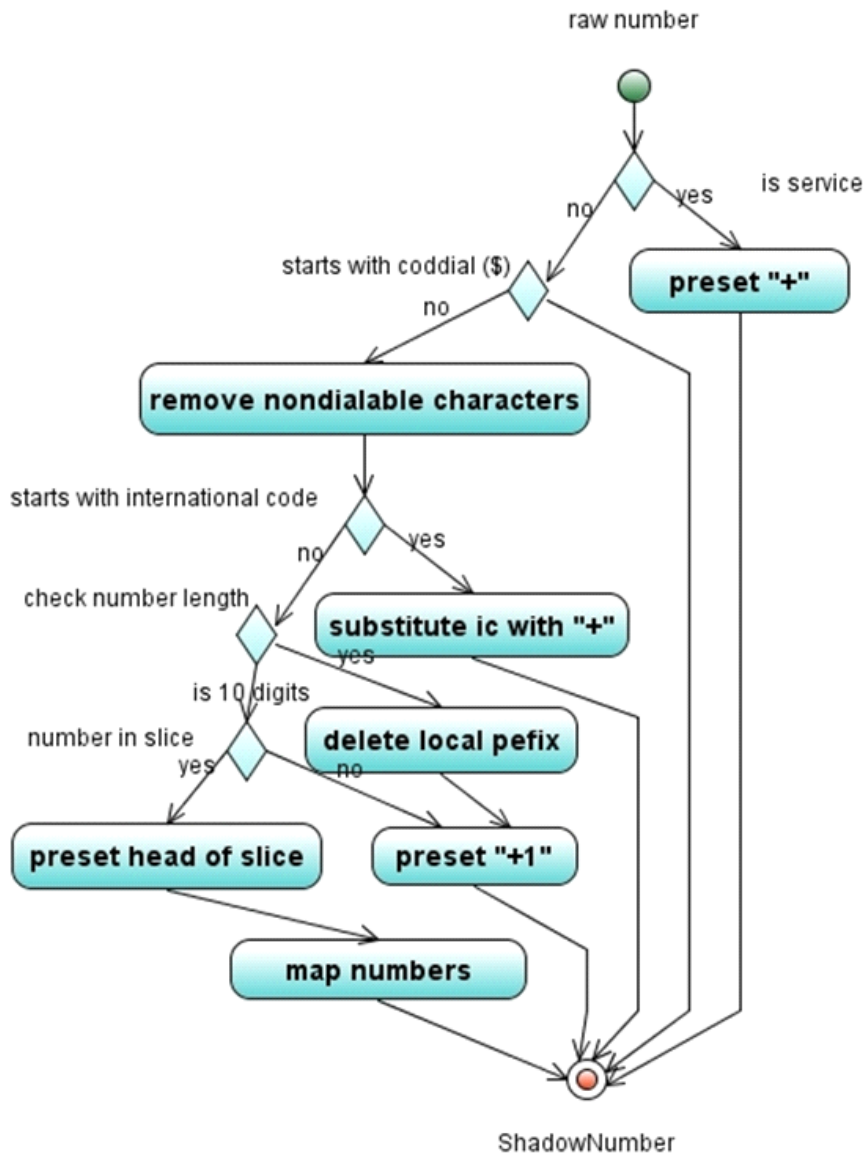 raw number
is service
no
yes
starts with coddial ($)
preset "+"
no
remove nondialable characters
starts with international code
no
yes
check number length
substitute ic with "+"
yes
is 10 digits
number in slice
delete local pefix
yes
no
preset head of slice
preset "+1"
map numbers
ShadowNumber